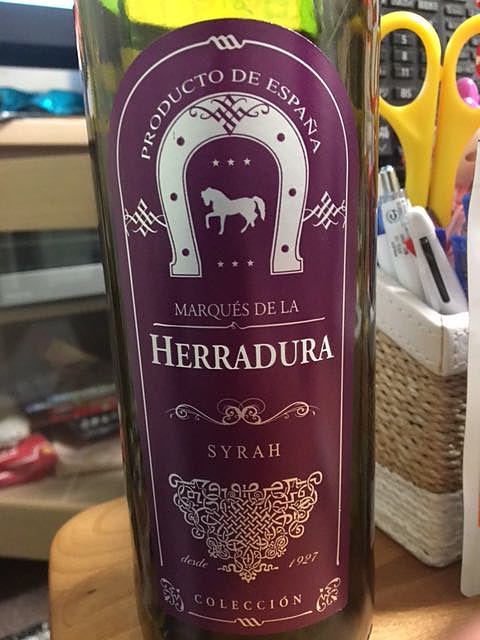 PRODUCTO DE ESPAÑA
MARQUÉS DE LA
HERRADURA
SYRAH
desde 1927
COLECCIÓN